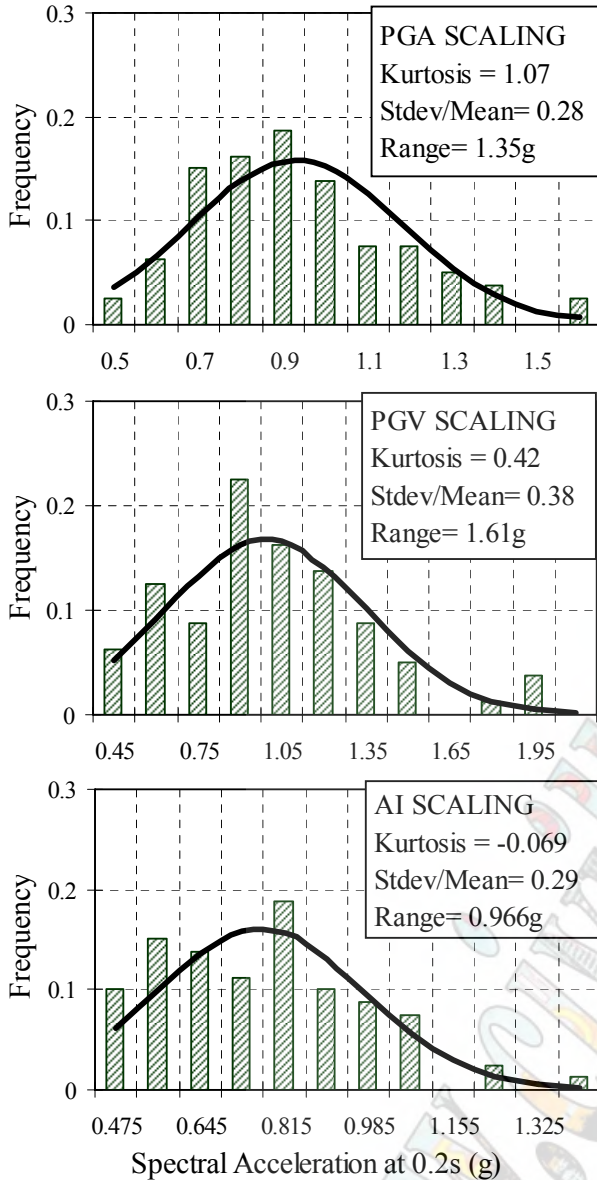 0.3
0.2
0.1
0
Frequency
PGA SCALING
Kurtosis = 1.07
Stdev/Mean= 0.28
Range= 1.35g
0.5 0.7 0.9 1.1 1.3 1.5
0.3
0.2
0.1
0
Frequency
PGV SCALING
Kurtosis = 0.42
Stdev/Mean= 0.38
Range= 1.61g
0.45 0.75 1.05 1.35 1.65 1.95
0.3
0.2
0.1
0
Frequency
AI SCALING
Kurtosis = -0.069
Stdev/Mean= 0.29
Range= 0.966g
0.475 0.645 0.815 0.985 1.155 1.325
Spectral Acceleration at 0.2s (g)